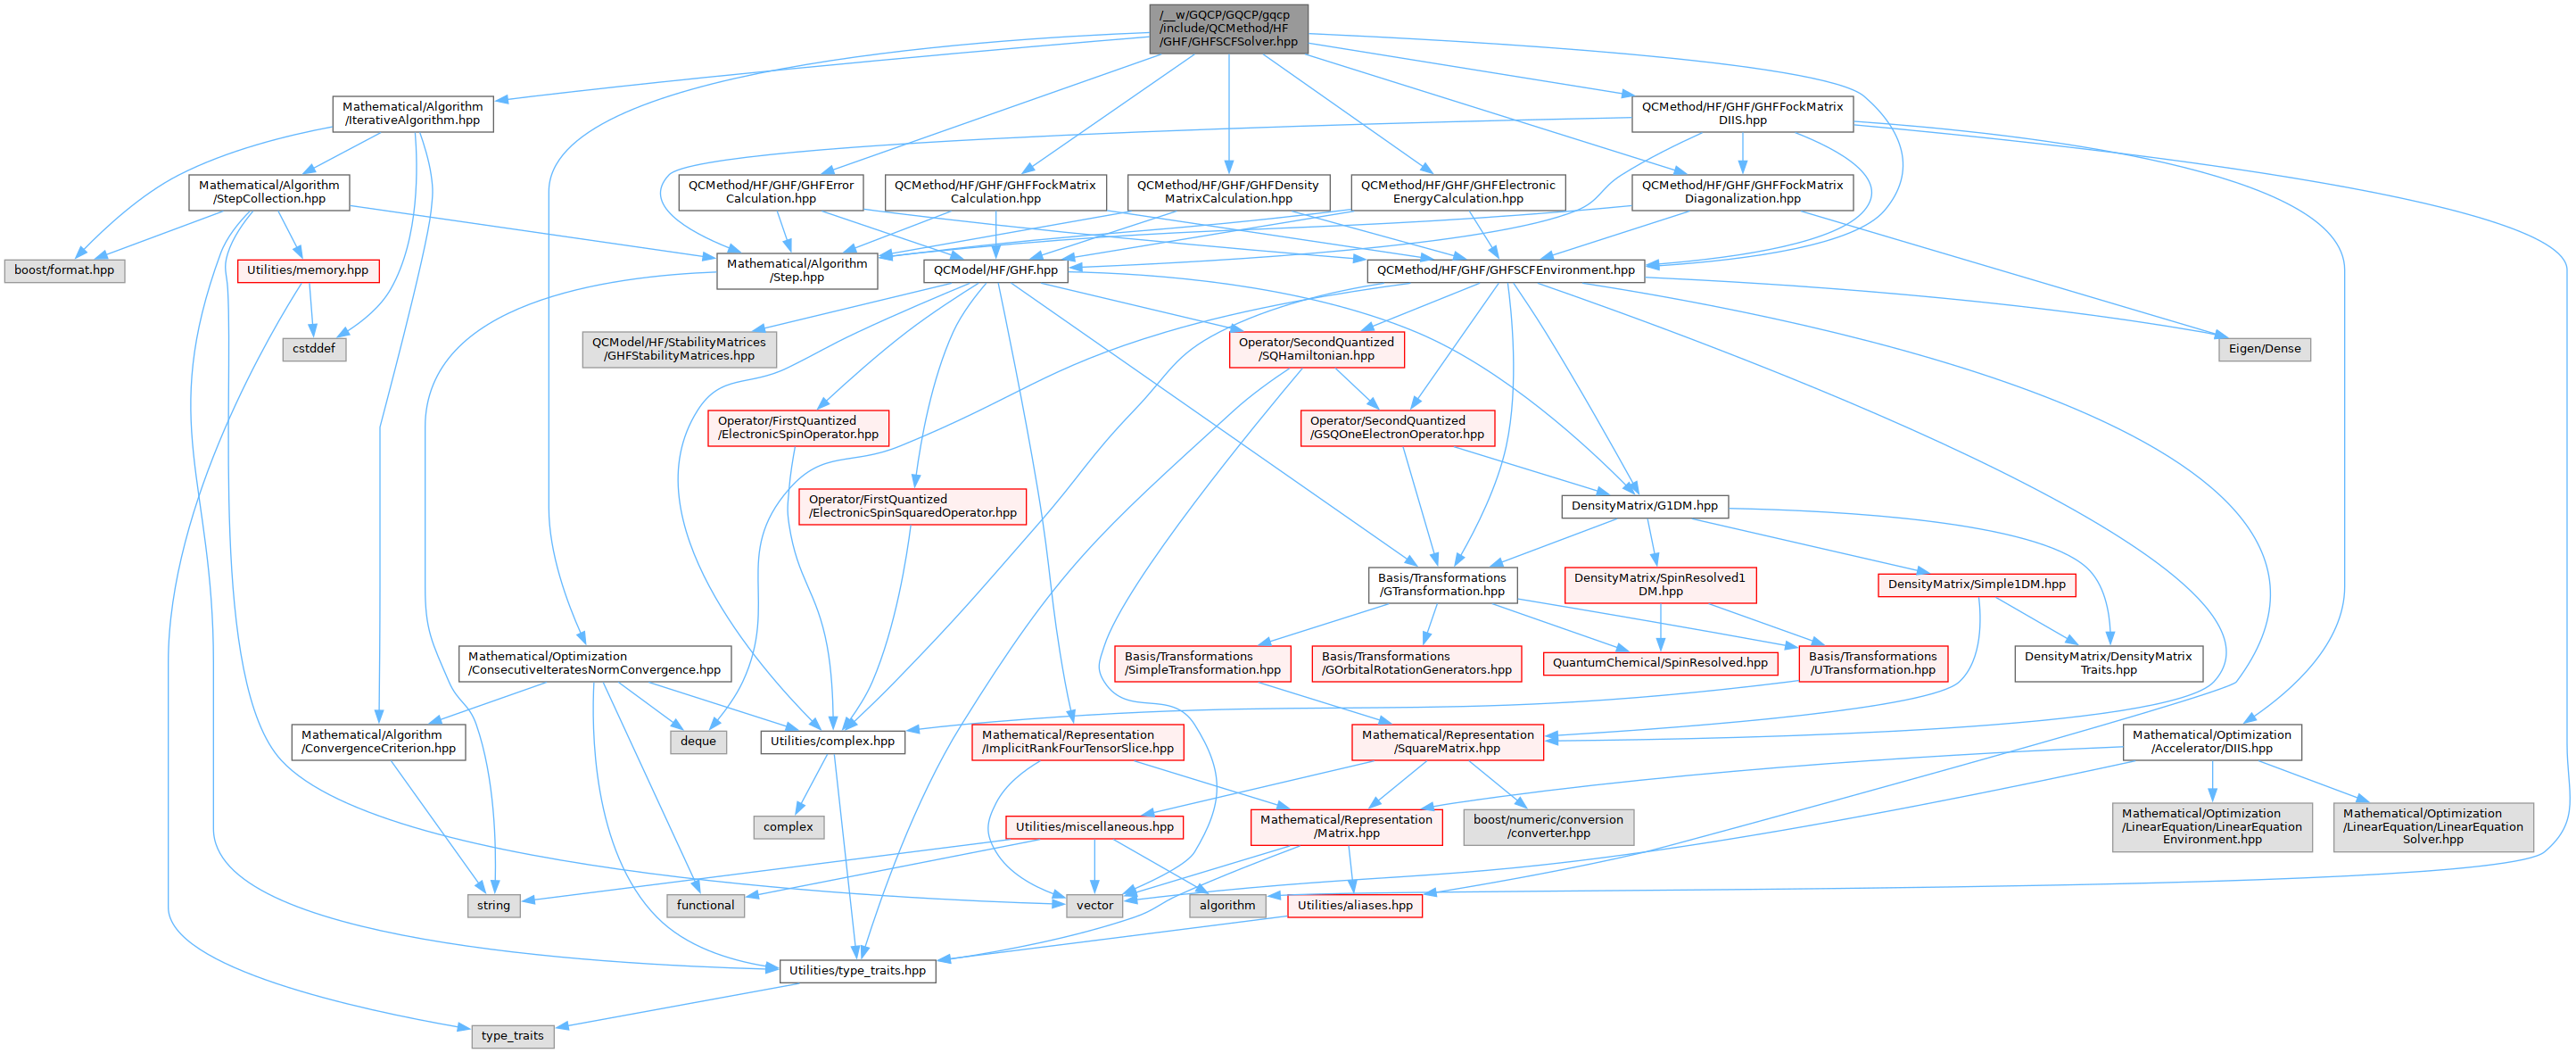 /__w/GQCP/GQCP/gqcp
/include/QCMethod/HF
/GHF/GHFSCFSolver.hpp
Mathematical/Algorithm
/IterativeAlgorithm.hpp
QCMethod/HF/GHF/GHFFockMatrix
DIIS.hpp
Mathematical/Algorithm
/StepCollection.hpp
QCMethod/HF/GHF/GHFError
Calculation.hpp
QCMethod/HF/GHF/GHFFockMatrix
Calculation.hpp
QCMethod/HF/GHF/GHFDensity
MatrixCalculation.hpp
QCMethod/HF/GHF/GHFElectronic
EnergyCalculation.hpp
QCMethod/HF/GHF/GHFFockMatrix
Diagonalization.hpp
boost/format.hpp
Utilities/memory.hpp
Mathematical/Algorithm
/Step.hpp
QCModel/HF/GHF.hpp
QCMethod/HF/GHF/GHFSCFEnvironment.hpp
cstddef
QCModel/HF/StabilityMatrices
/GHFStabilityMatrices.hpp
Operator/SecondQuantized
/SQHamiltonian.hpp
Eigen/Dense
Operator/FirstQuantized
/ElectronicSpinOperator.hpp
Operator/SecondQuantized
/GSQOneElectronOperator.hpp
Operator/FirstQuantized
/ElectronicSpinSquaredOperator.hpp
DensityMatrix/G1DM.hpp
Basis/Transformations
/GTransformation.hpp
DensityMatrix/SpinResolved1
DM.hpp
DensityMatrix/Simple1DM.hpp
Mathematical/Optimization
/ConsecutiveIteratesNormConvergence.hpp
Basis/Transformations
/SimpleTransformation.hpp
Basis/Transformations
/GOrbitalRotationGenerators.hpp
QuantumChemical/SpinResolved.hpp
Basis/Transformations
/UTransformation.hpp
DensityMatrix/DensityMatrix
Traits.hpp
Mathematical/Algorithm
/ConvergenceCriterion.hpp
deque
Utilities/complex.hpp
Mathematical/Representation
/ImplicitRankFourTensorSlice.hpp
Mathematical/Representation
/SquareMatrix.hpp
Mathematical/Optimization
/Accelerator/DIIS.hpp
complex
Utilities/miscellaneous.hpp
Mathematical/Representation
/Matrix.hpp
boost/numeric/conversion
/converter.hpp
Mathematical/Optimization
/LinearEquation/LinearEquation
Environment.hpp
Mathematical/Optimization
/LinearEquation/LinearEquation
Solver.hpp
string
functional
vector
algorithm
Utilities/aliases.hpp
Utilities/type_traits.hpp
type_traits